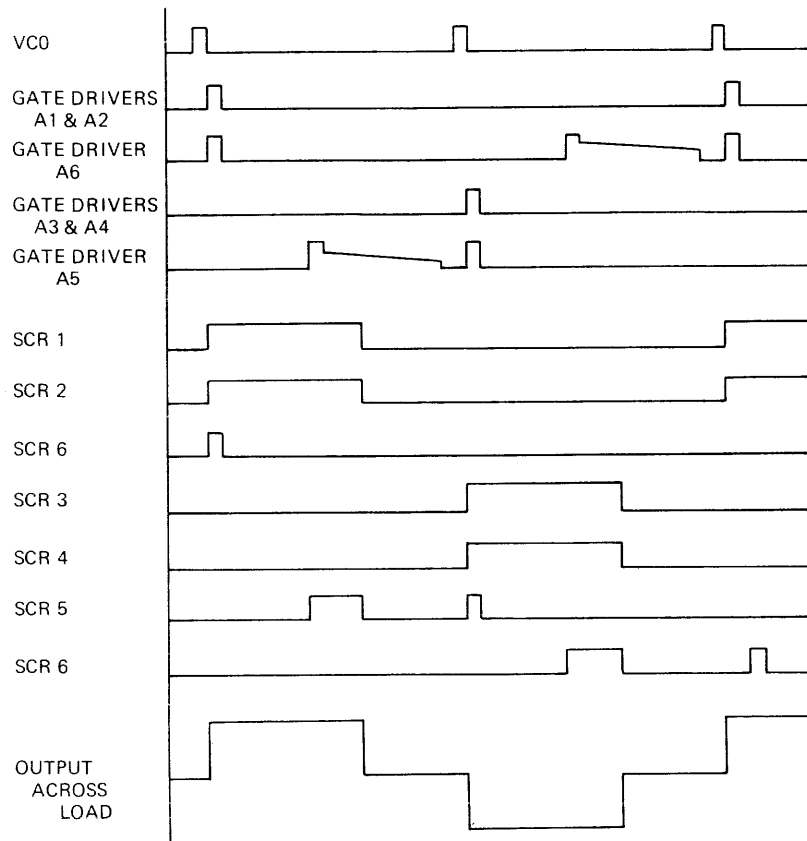 VCO
GATE DRIVERS
A1 & A2
GATE DRIVER
A6
GATE DRIVERS
A3 & A4
GATE DRIVER
A5
SCR 1
SCR 2
SCR 6
SCR 3
SCR 4
SCR 5
SCR 6
OUTPUT
ACROSS
LOAD